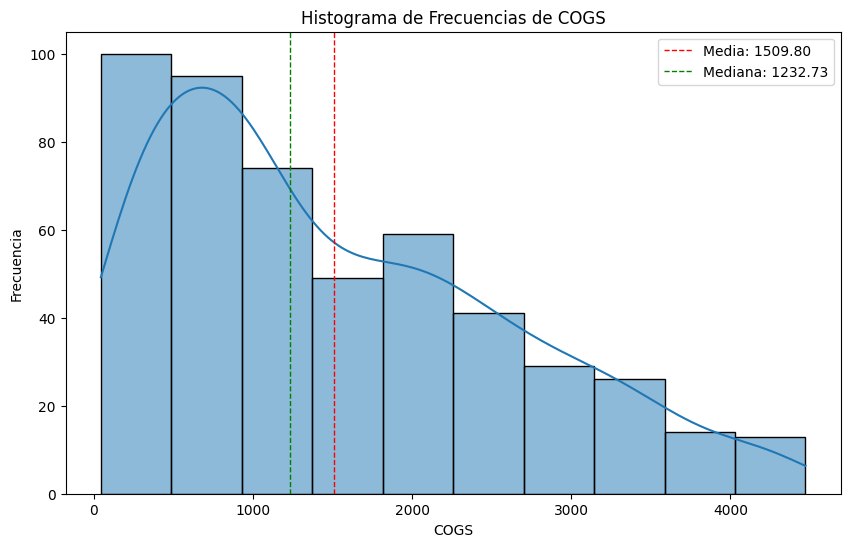 Histograma de Frecuencias de COGS
Media: 1509.80
Mediana: 1232.73
100
80
60
40
20
0
Frecuencia
0 1000 2000 3000 4000
COGS